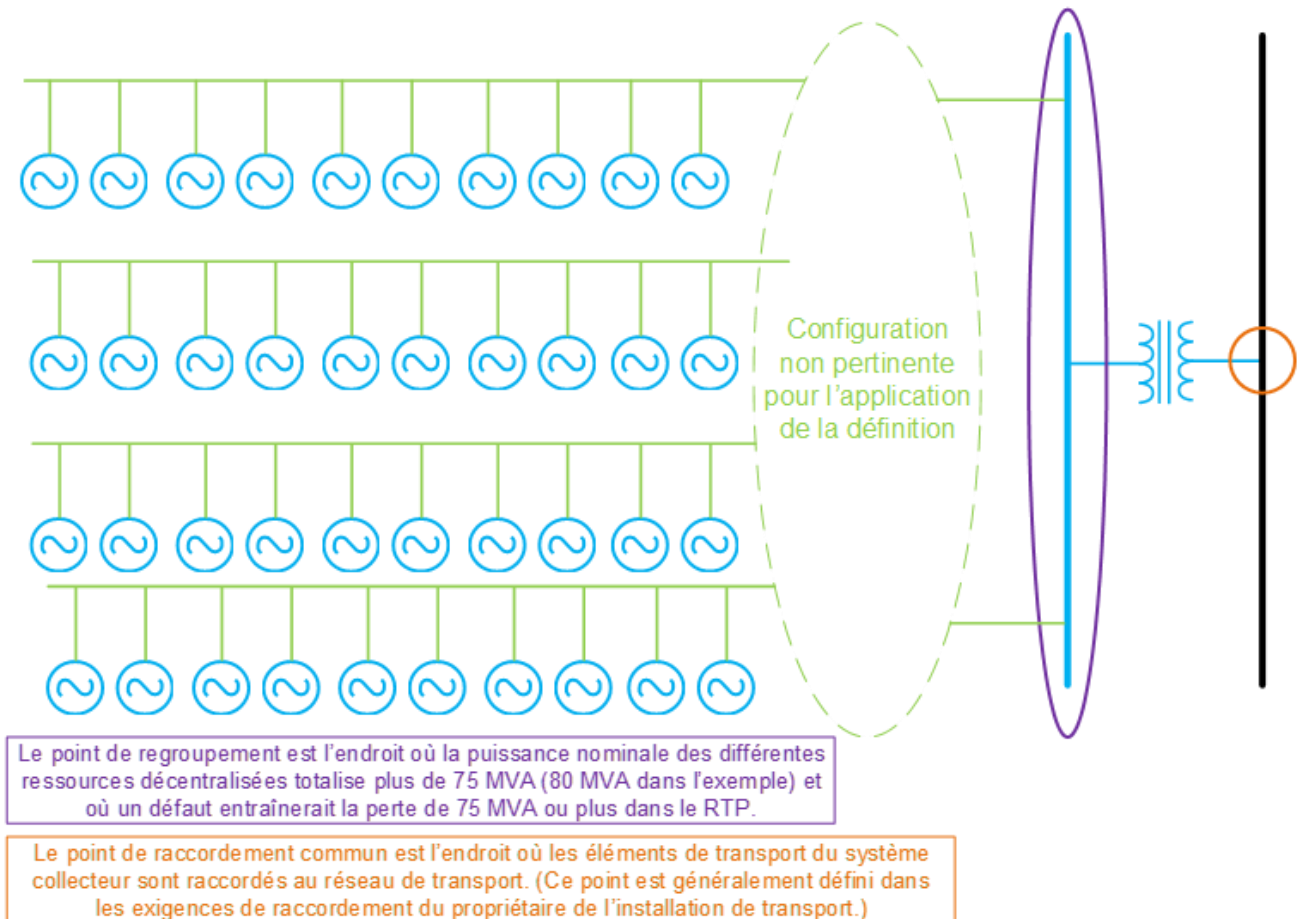 Configuration
non pertinente
pour l'application
de la définition
Le point de regroupement est l'endroit où la puissance nominale des différentes
ressources décentralisées totalise plus de 75 MVA (80 MVA dans l'exemple) et
où un défaut entraînerait la perte de 75 MVA ou plus dans le RTP.
Le point de raccordement commun est l'endroit où les éléments de transport du système
collecteur sont raccordés au réseau de transport. (Ce point est généralement défini dans
les exigences de raccordement du propriétaire de l'installation de transport.)